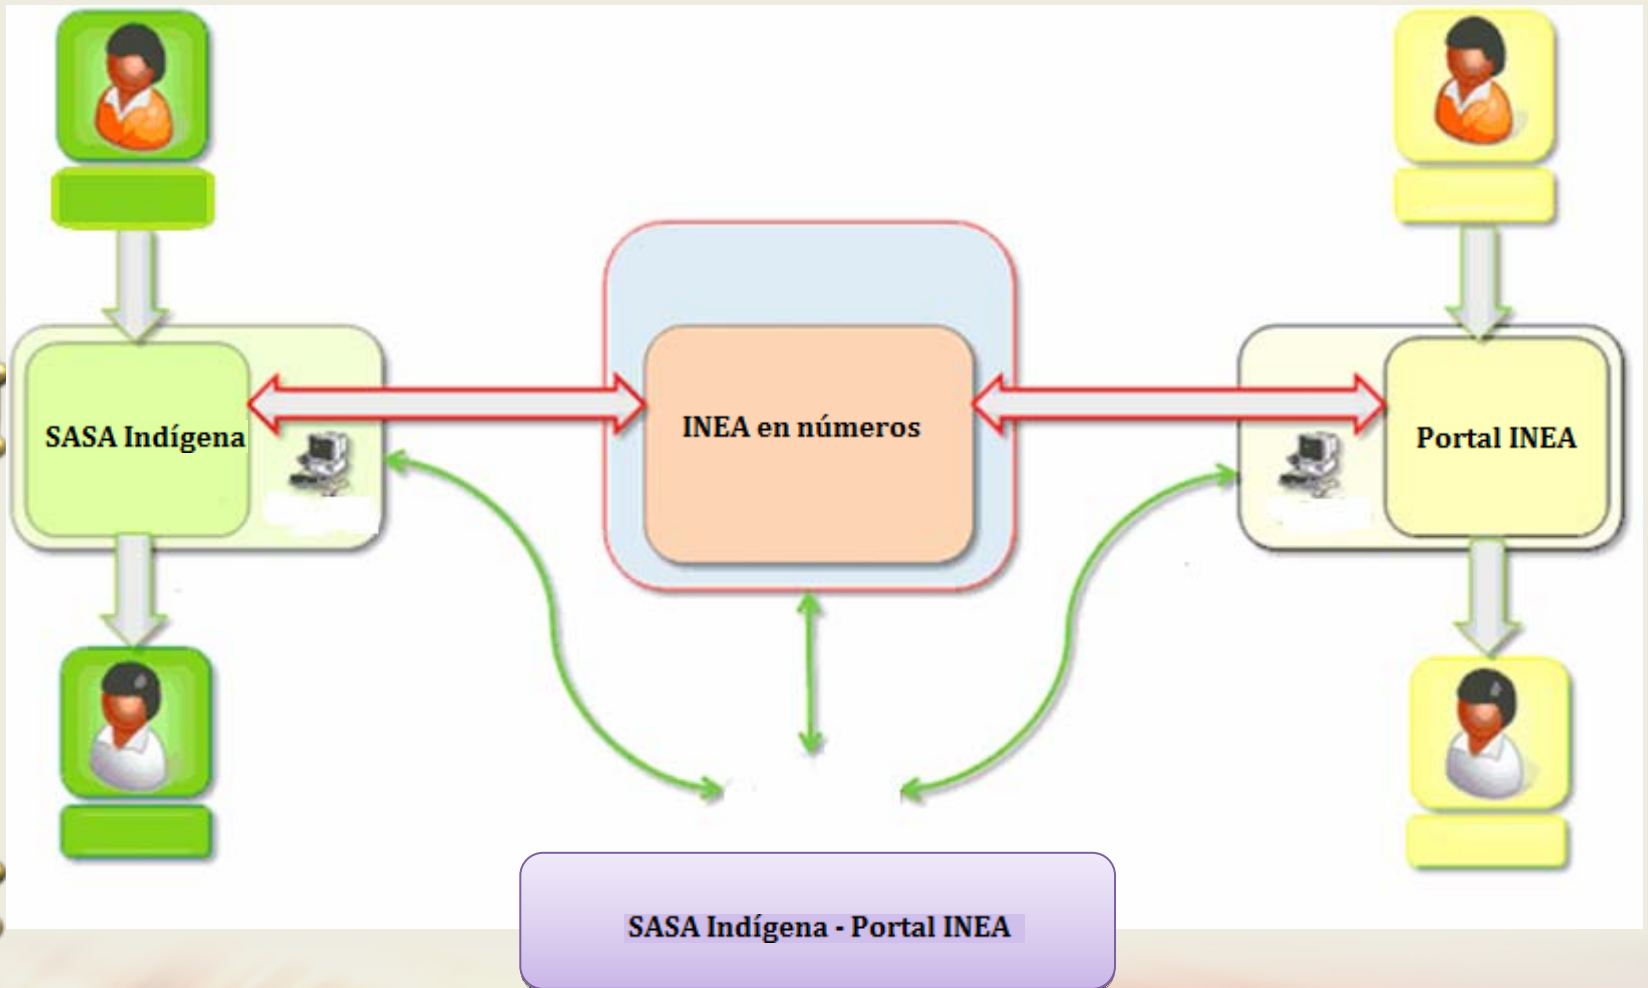 SASA Indígena
INEA en números
Portal INEA
SASA Indígena - Portal INEA